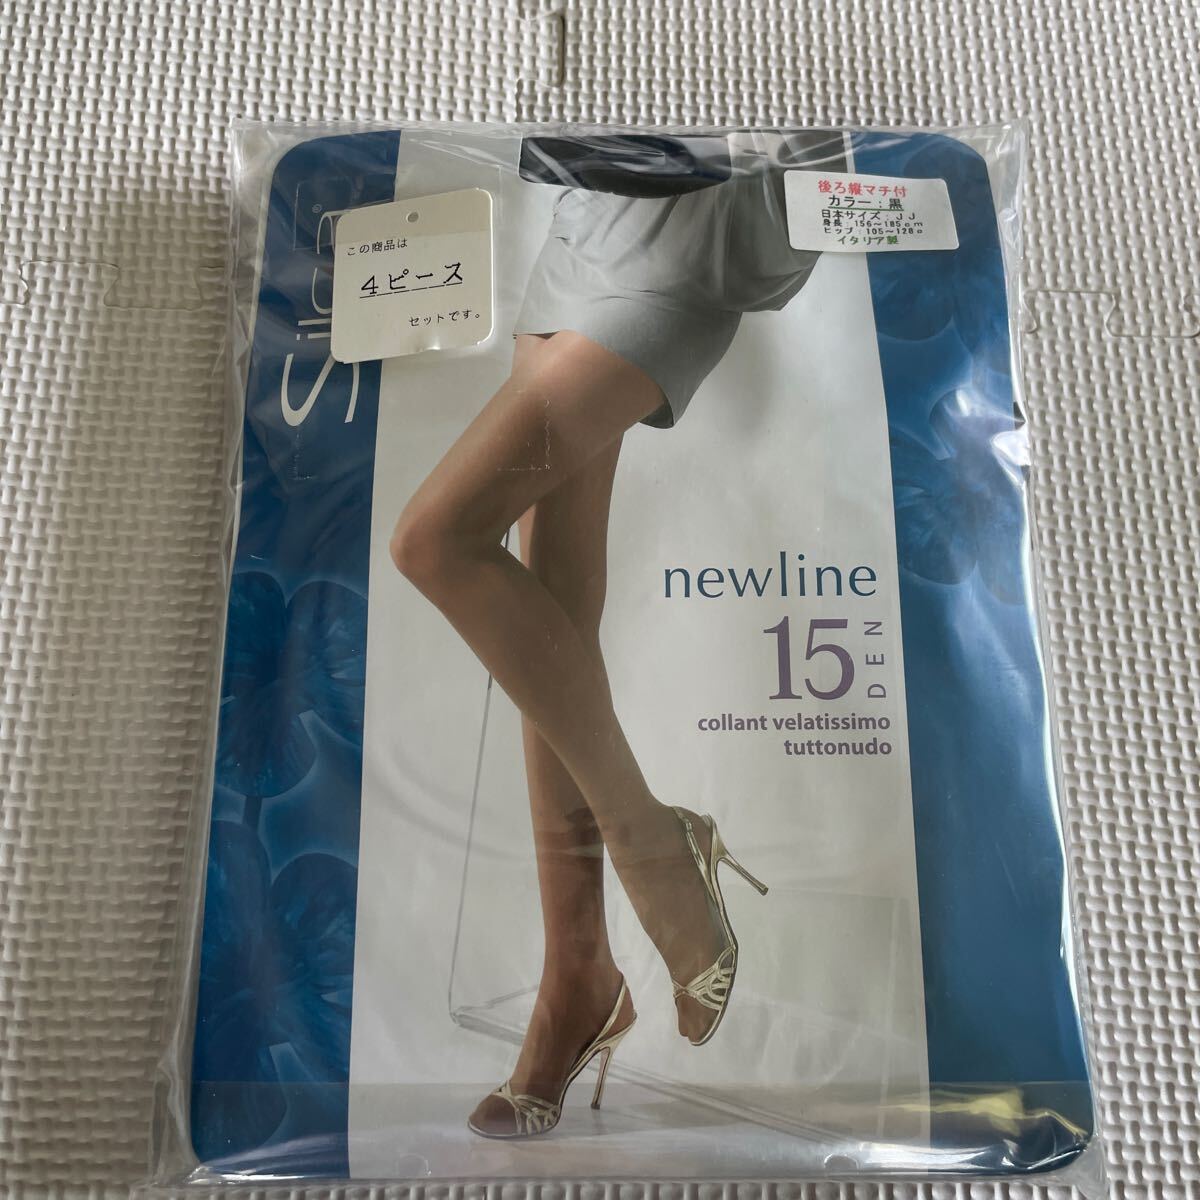 この商品は
4ピース
セットです。
後ろ縦マチ付
カラー：黒
日本サイズ：JJ
身長：156～185cm
ヒップ：105～128c
イタリア製
newline
15
DEN
collant velatissimo
tuttonudo